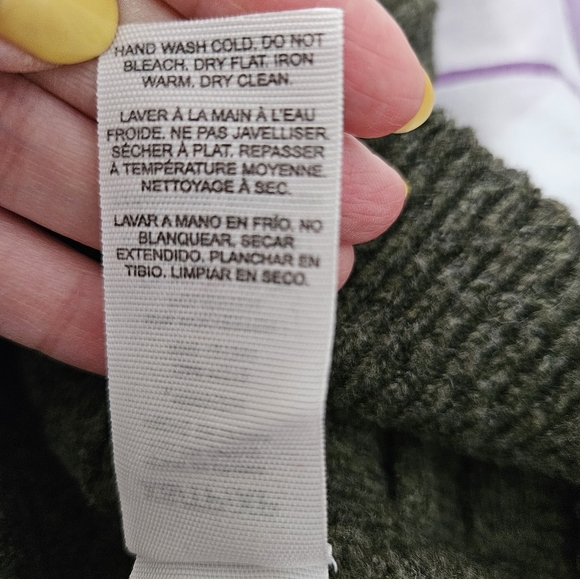 HAND WASH COLD. DO NOT
BLEACH. DRY FLAT. IRON
WARM. DRY CLEAN.
LAVER À LA MAIN À L'EAU
FROIDE. NE PAS JAVELLISER.
SÉCHER À PLAT. REPASSER
À TEMPÉRATURE MOYENNE.
NETTOYAGE À SEC.
LAVAR A MANO EN FRÍO. NO
BLANQUEAR. SECAR
EXTENDIDO. PLANCHAR EN
TIBIO. LIMPIAR EN SECO.